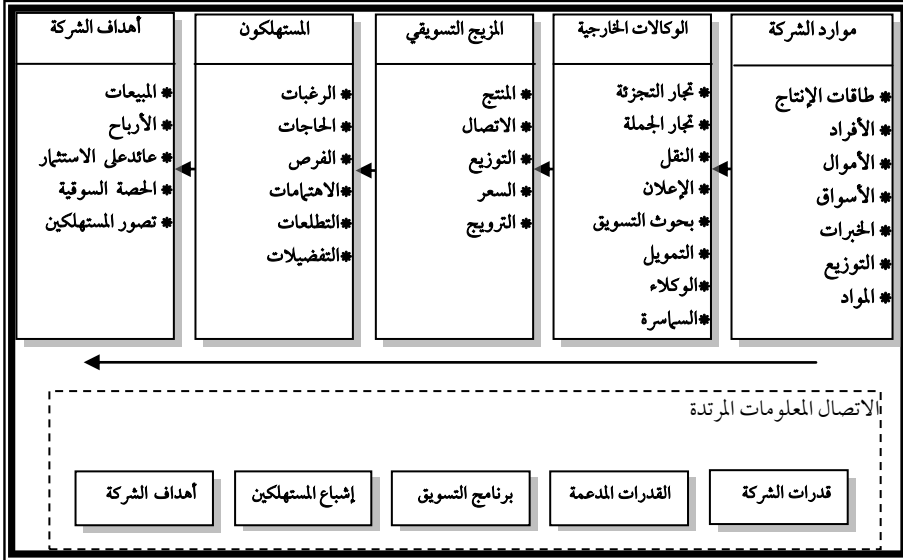 موارد الشركة
* طاقات الإنتاج
* الأفراد
* الأموال
* الأسواق
* الخبرات
* التوزيع
* المواد
الوكالات الخارجية
* تجار التجزئة
* تجار الجملة
* النقل
* الإعلان
* بحوث التسويق
* التمويل
*الوكلاء
*السماسرة
المزيج التسويقي
* المنتج
* الاتصال
* التوزيع
* السعر
* الترويج
المستهلكون
* الرغبات
* الحاجات
* الفرص
*الاهتمامات
*التطلعات
*التفضيلات
أهداف الشركة
* المبيعات
* الأرباح
* عائدعلى الاستثمار
* الحصة السوقية
* تصور المستهلكين
الاتصال المعلومات المرتدة
قدرات الشركة
القدرات المدعمة
برنامج التسويق
إشباع المستهلكين
أهداف الشركة